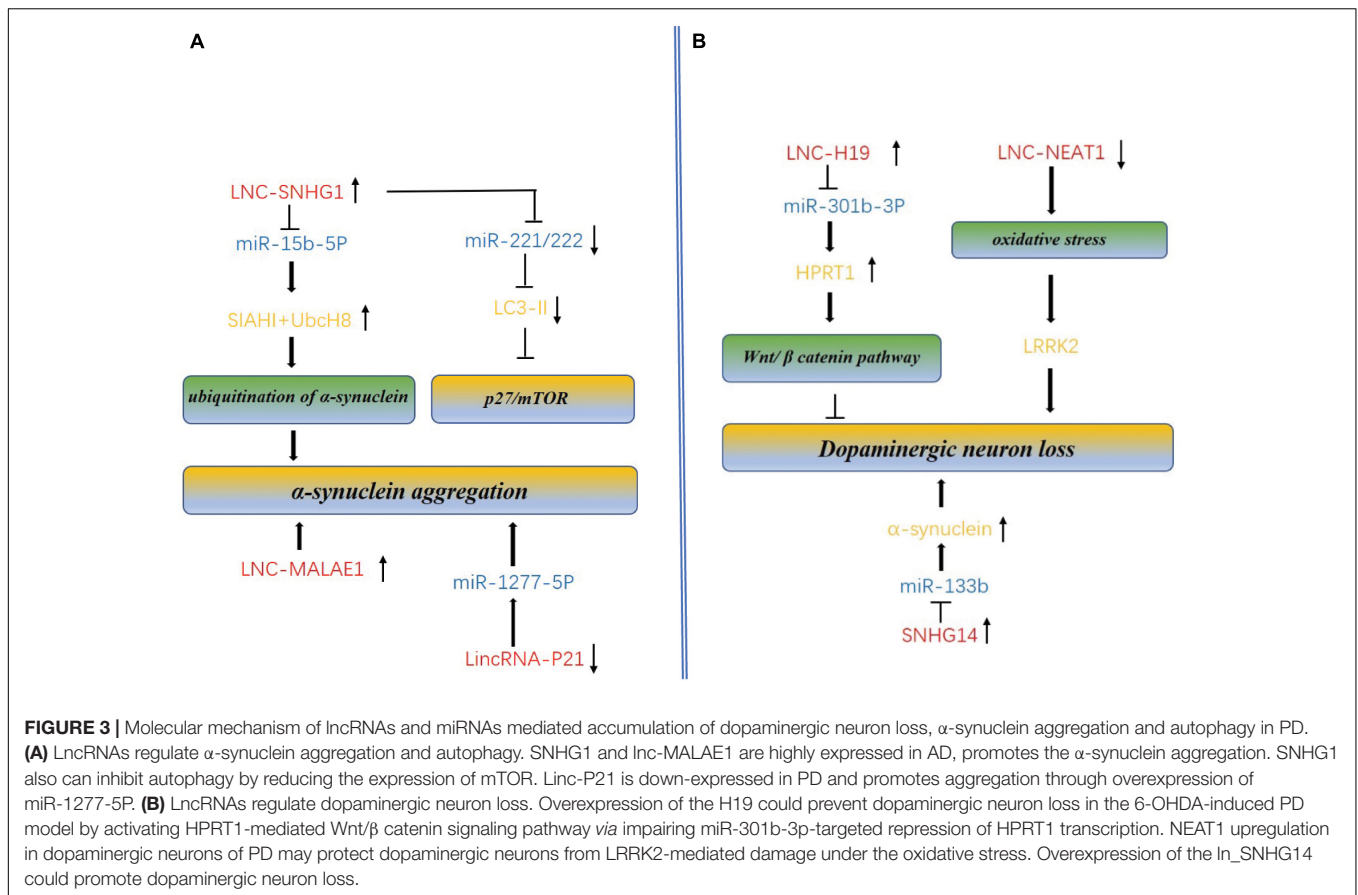 A
LNC-SNHG1
miR-15b-5P
miR-221/222
SIAHI+UbcH8
LC3-II
ubiquitination of α-synuclein
p27/mTOR
α-synuclein aggregation
LNC-MALAE1
miR-1277-5P
LincRNA-P21
B
LNC-H19
LNC-NEAT1
miR-301b-3P
oxidative stress
HPRT1
Wnt/ β catenin pathway
LRRK2
Dopaminergic neuron loss
α-synuclein
miR-133b
SNHG14
FIGURE 3 | Molecular mechanism of lncRNAs and miRNAs mediated accumulation of dopaminergic neuron loss, α-synuclein aggregation and autophagy in PD.
(A) LncRNAs regulate α-synuclein aggregation and autophagy. SNHG1 and lnc-MALAE1 are highly expressed in AD, promotes the α-synuclein aggregation. SNHG1
also can inhibit autophagy by reducing the expression of mTOR. Linc-P21 is down-expressed in PD and promotes aggregation through overexpression of
miR-1277-5P. (B) LncRNAs regulate dopaminergic neuron loss. Overexpression of the H19 could prevent dopaminergic neuron loss in the 6-OHDA-induced PD
model by activating HPRT1-mediated Wnt/β catenin signaling pathway via impairing miR-301b-3p-targeted repression of HPRT1 transcription. NEAT1 upregulation
in dopaminergic neurons of PD may protect dopaminergic neurons from LRRK2-mediated damage under the oxidative stress. Overexpression of the ln_SNHG14
could promote dopaminergic neuron loss.